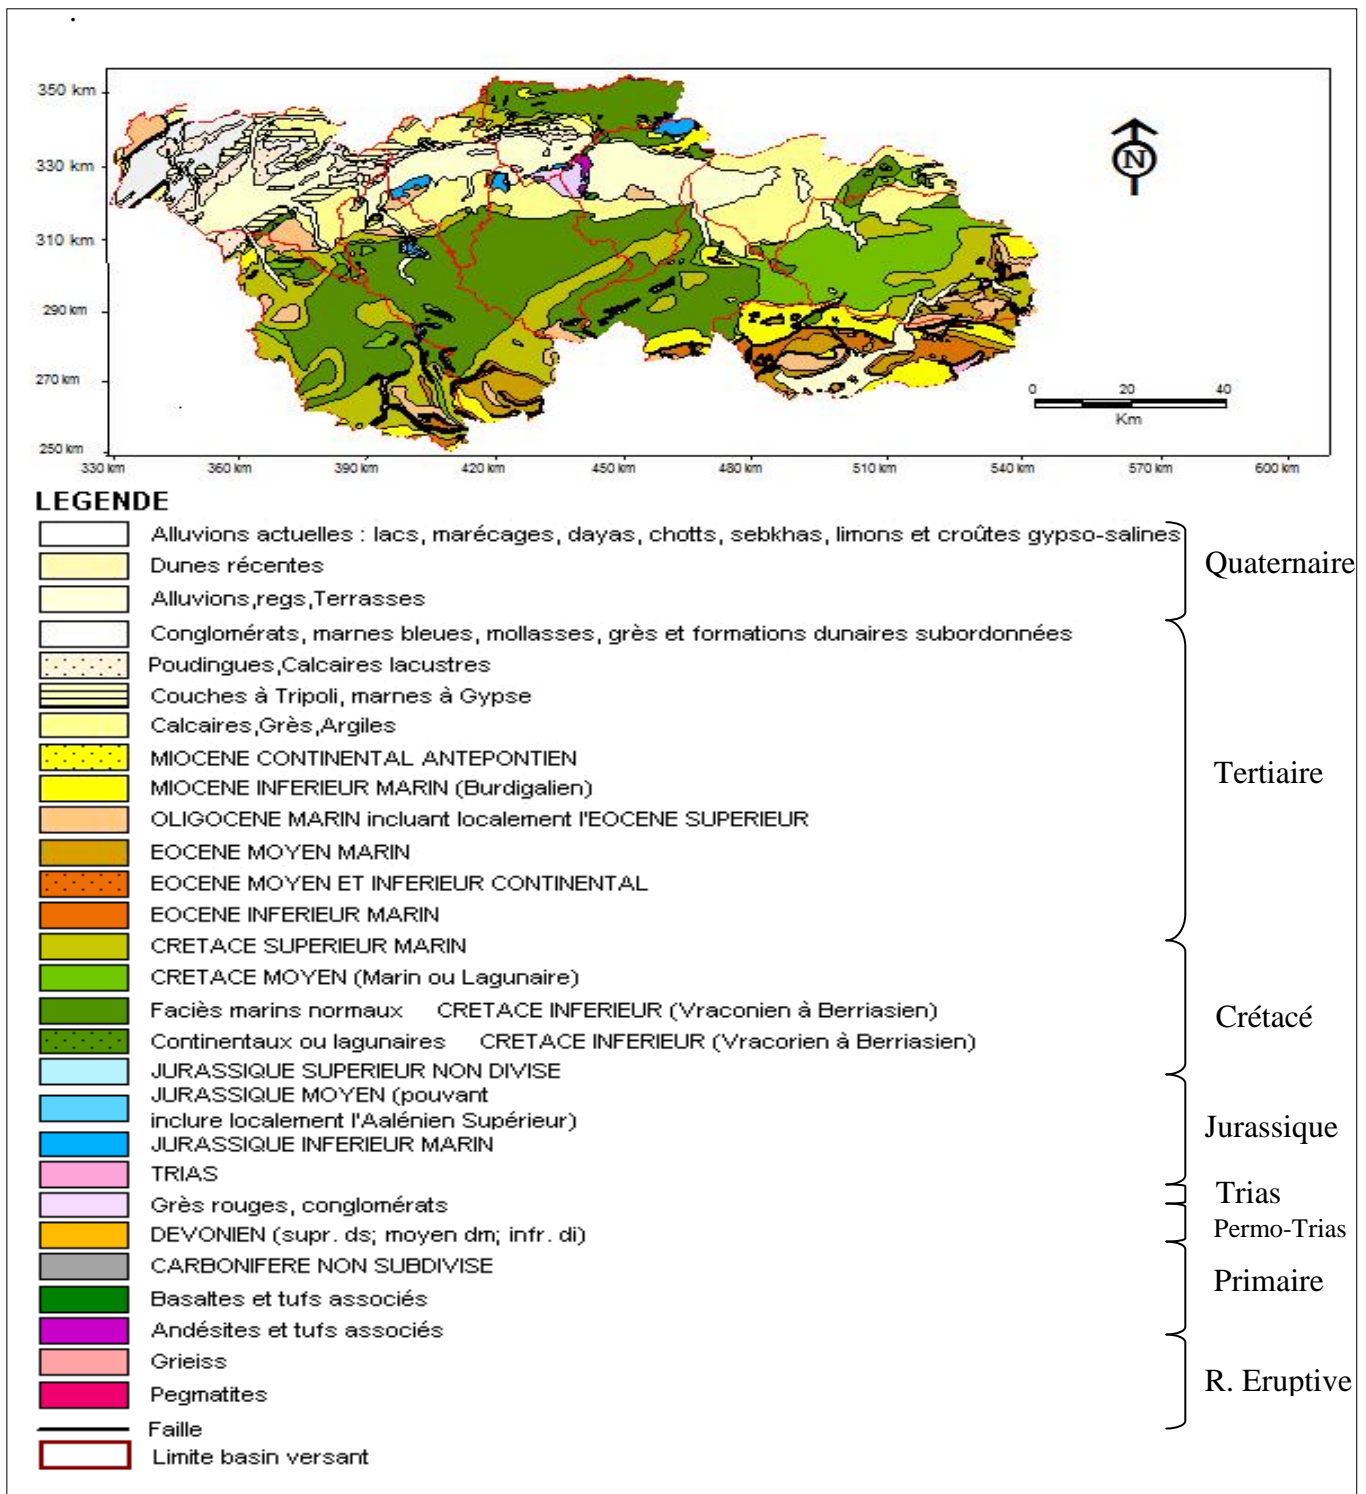 350 km
330 km
310 km
290 km
270 km
250 km
N
0 20 40
Km
330 km 360 km 390 km 420 km 450 km 480 km 510 km 540 km 570 km 600 km
LEGENDE
Alluvions actuelles : lacs, marécages, dayas, chotts, sebkhas, limons et croûtes gypso-salines
Dunes récentes
Quaternaire
Alluvions,regs,Terrasses
Conglomérats, marnes bleues, mollasses, grès et formations dunaires subordonnées
Poudingues,Calcaires lacustres
Couches à Tripoli, marnes à Gypse
Calcaires,Grès,Argiles
MIOCENE CONTINENTAL ANTEPONTIEN
Tertiaire
MIOCENE INFERIEUR MARIN (Burdigalien)
OLIGOCENE MARIN incluant localement l'EOCENE SUPERIEUR
EOCENE MOYEN MARIN
EOCENE MOYEN ET INFERIEUR CONTINENTAL
EOCENE INFERIEUR MARIN
CRETACE SUPERIEUR MARIN
CRETACE MOYEN (Marin ou Lagunaire)
Faciès marins normaux CRETACE INFERIEUR (Vraconien à Berriasien)
Crétacé
Continentaux ou lagunaires CRETACE INFERIEUR (Vracorien à Berriasien)
JURASSIQUE SUPERIEUR NON DIVISE
JURASSIQUE MOYEN (pouvant
inclure localement l'Aalénien Supérieur)
Jurassique
JURASSIQUE INFERIEUR MARIN
TRIAS
Trias
Grès rouges, conglomérats
Permo-Trias
DEVONIEN (supr. ds; moyen dm; infr. di)
CARBONIFERE NON SUBDIVISE
Primaire
Basaltes et tufs associés
Andésites et tufs associés
Grieiss
R. Eruptive
Pegmatites
Faille
Limite basin versant